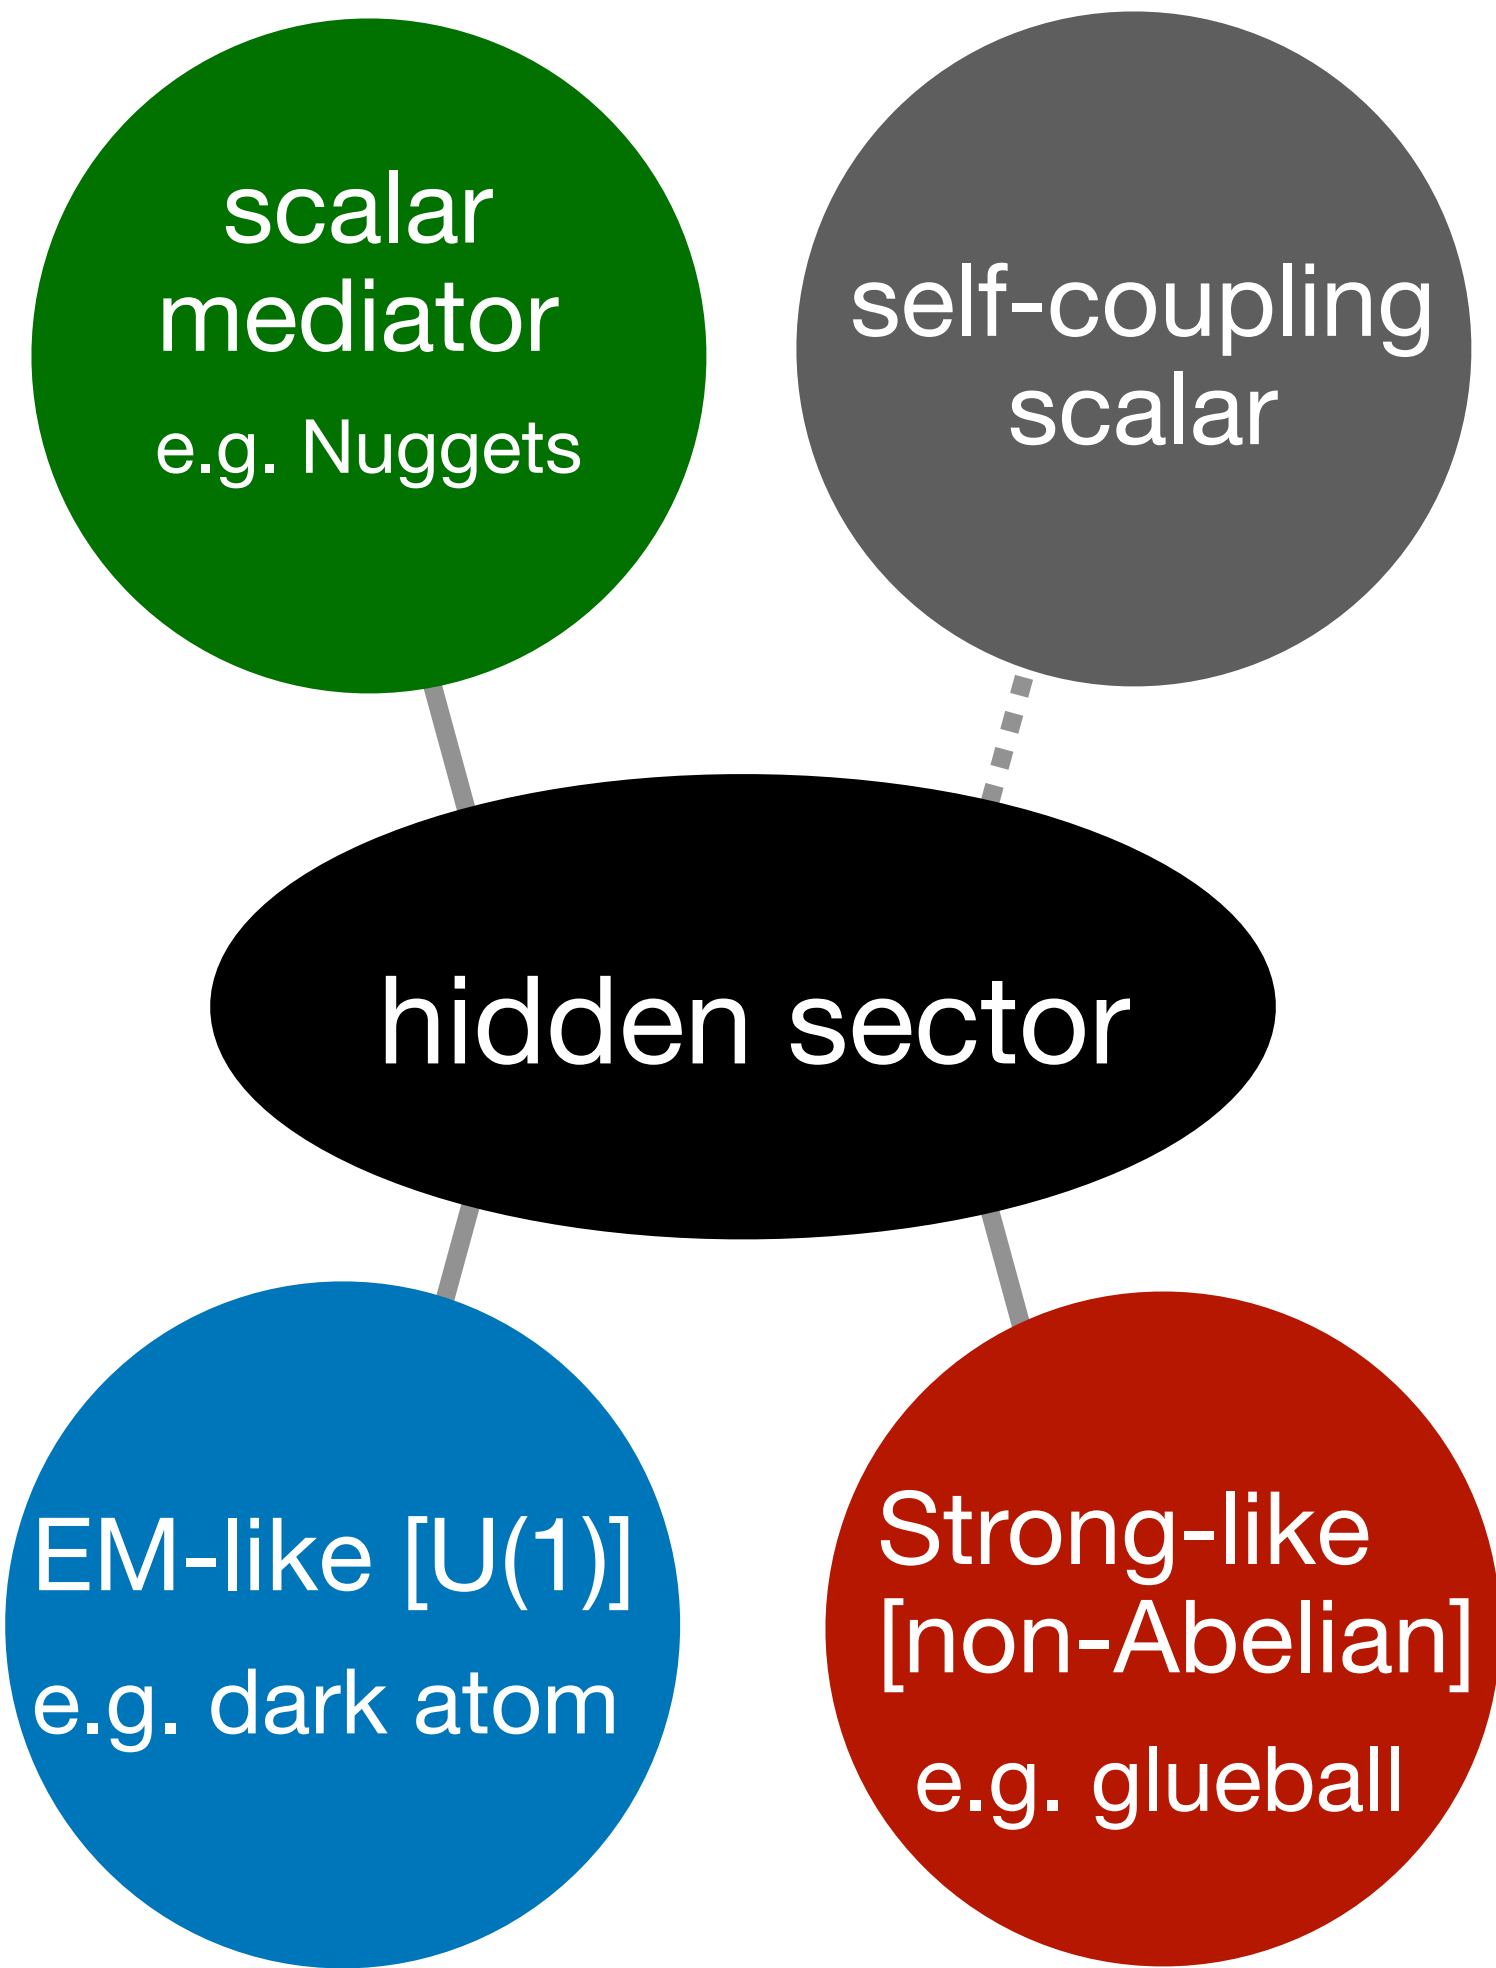 scalar
mediator
e.g. Nuggets
self-coupling
scalar
hidden sector
EM-like [U(1)]
e.g. dark atom
Strong-like
[non-Abelian]
e.g. glueball